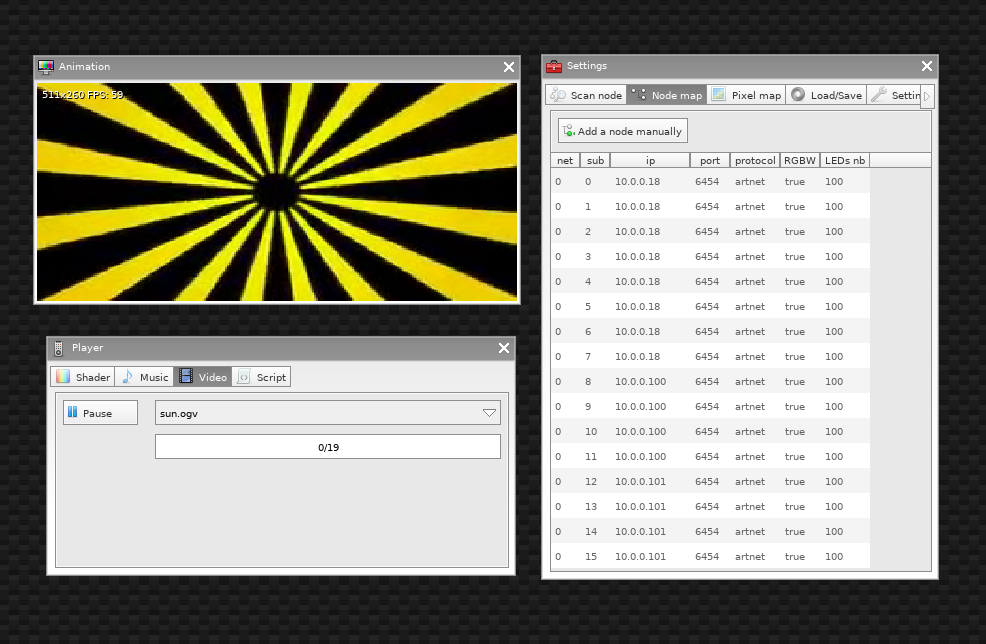 Animation
511x260 FPS: 59
Player
Shader Music Video Script
Pause sun.ogv
0/19
Settings
Scan node Node map Pixel map Load/Save Settin
Add a node manually
net sub ip port protocol RGBW LEDs nb
0 0 10.0.0.18 6454 artnet true 100
0 1 10.0.0.18 6454 artnet true 100
0 2 10.0.0.18 6454 artnet true 100
0 3 10.0.0.18 6454 artnet true 100
0 4 10.0.0.18 6454 artnet true 100
0 5 10.0.0.18 6454 artnet true 100
0 6 10.0.0.18 6454 artnet true 100
0 7 10.0.0.18 6454 artnet true 100
0 8 10.0.0.100 6454 artnet true 100
0 9 10.0.0.100 6454 artnet true 100
0 10 10.0.0.100 6454 artnet true 100
0 11 10.0.0.100 6454 artnet true 100
0 12 10.0.0.101 6454 artnet true 100
0 13 10.0.0.101 6454 artnet true 100
0 14 10.0.0.101 6454 artnet true 100
0 15 10.0.0.101 6454 artnet true 100